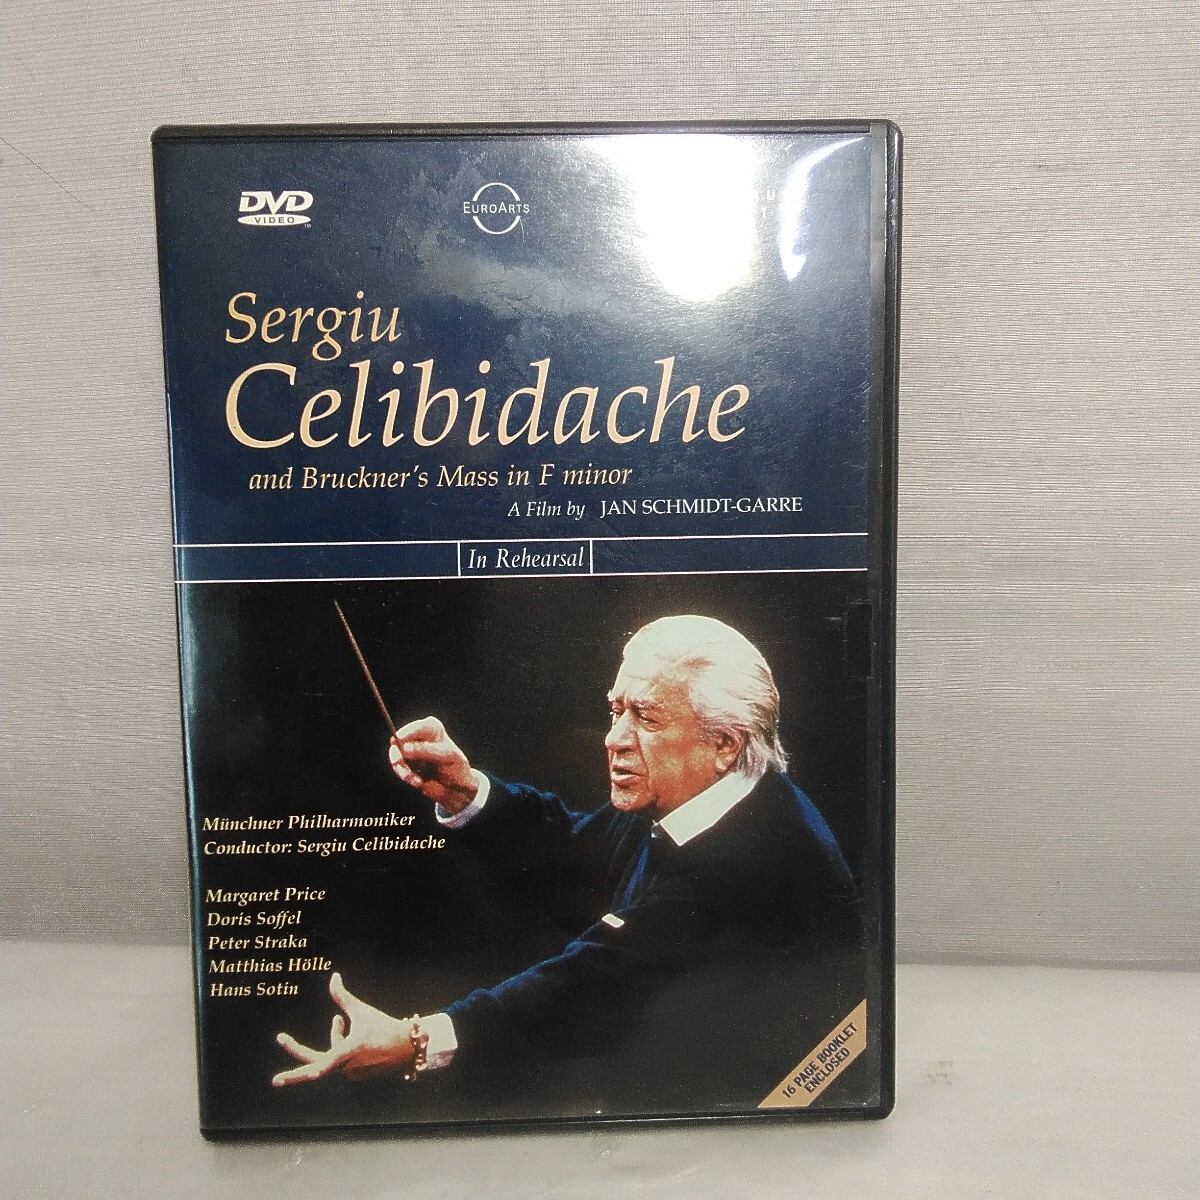 DVD
VIDEO
EUROARTS
Sergiu
Celibidache
and Bruckner's Mass in F minor
A Film by JAN SCHMIDT-GARRE
In Rehearsal
Münchner Philharmoniker
Conductor: Sergiu Celibidache
Margaret Price
Doris Soffel
Peter Straka
Matthias Hölle
Hans Sotin
16 PAGE BOOKLET
ENCLOSED